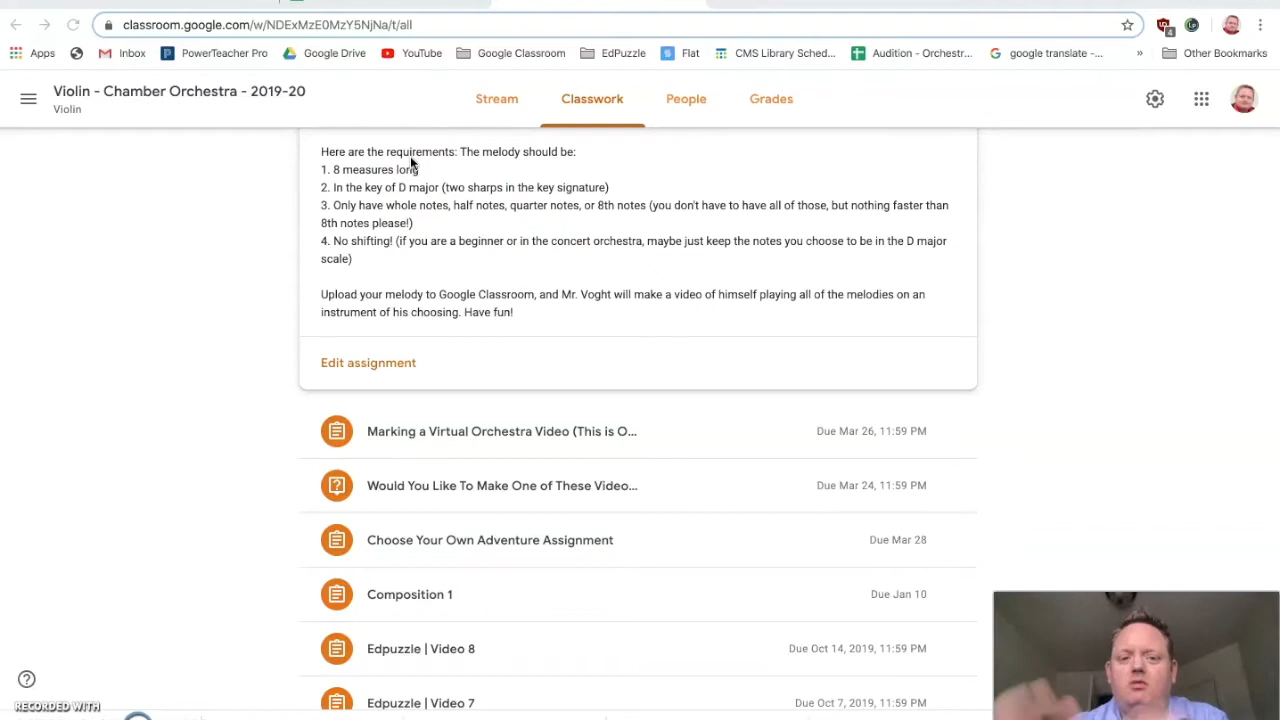 classroom.google.com/w/NDExMzE0MzY5NjNa/t/all
4
Apps
Inbox
PowerTeacher Pro
Google Drive
YouTube
Google Classroom
EdPuzzle
Flat
CMS Library Sched...
Audition - Orchestr...
google translate -...
»
Other Bookmarks
Violin - Chamber Orchestra - 2019-20
Violin
Stream
Classwork
People
Grades
Here are the requirements: The melody should be:
1. 8 measures long
2. In the key of D major (two sharps in the key signature)
3. Only have whole notes, half notes, quarter notes, or 8th notes (you don't have to have all of those, but nothing faster than
8th notes please!)
4. No shifting! (if you are a beginner or in the concert orchestra, maybe just keep the notes you choose to be in the D major
scale)
Upload your melody to Google Classroom, and Mr. Voght will make a video of himself playing all of the melodies on an
instrument of his choosing. Have fun!
Edit assignment
Marking a Virtual Orchestra Video (This is O...
Due Mar 26, 11:59 PM
Would You Like To Make One of These Video...
Due Mar 24, 11:59 PM
Choose Your Own Adventure Assignment
Due Mar 28
Composition 1
Due Jan 10
Edpuzzle | Video 8
Due Oct 14, 2019, 11:59 PM
Edpuzzle | Video 7
Due Oct 7, 2019, 11:59 PM
RECORDED WITH